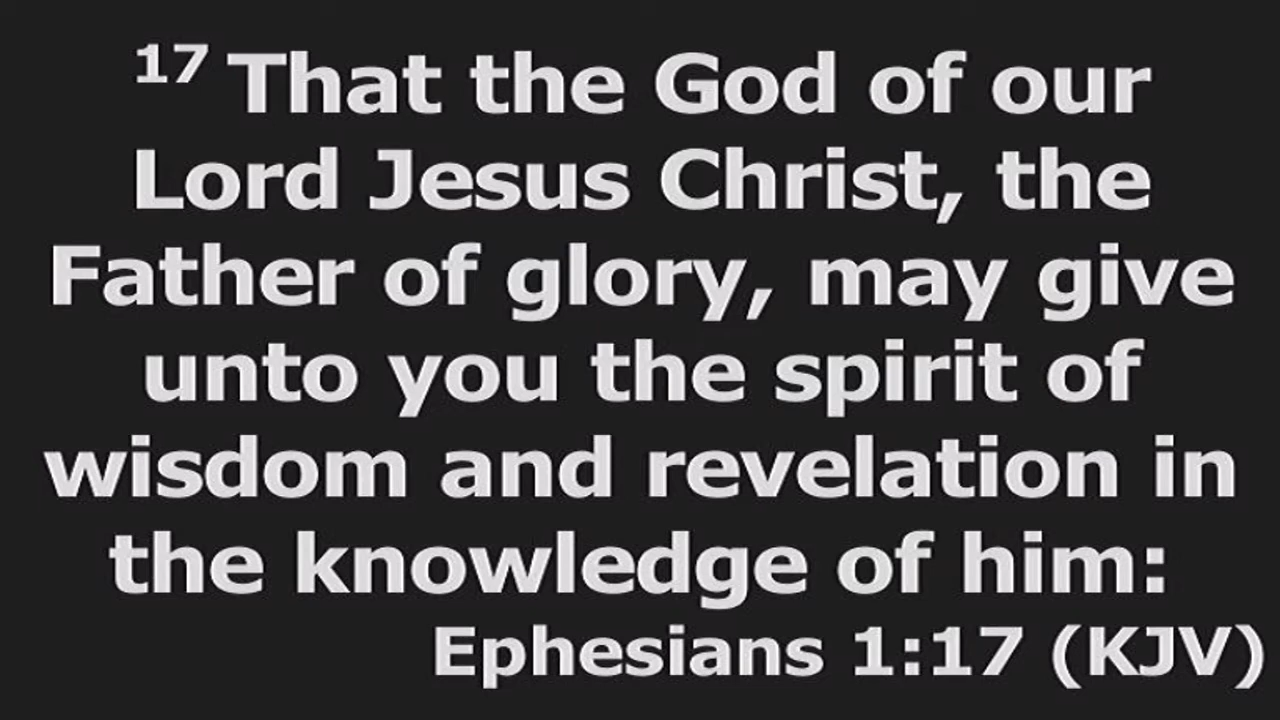 17 That the God of our
Lord Jesus Christ, the
Father of glory, may give
unto you the spirit of
wisdom and revelation in
the knowledge of him:
Ephesians 1:17 (KJV)